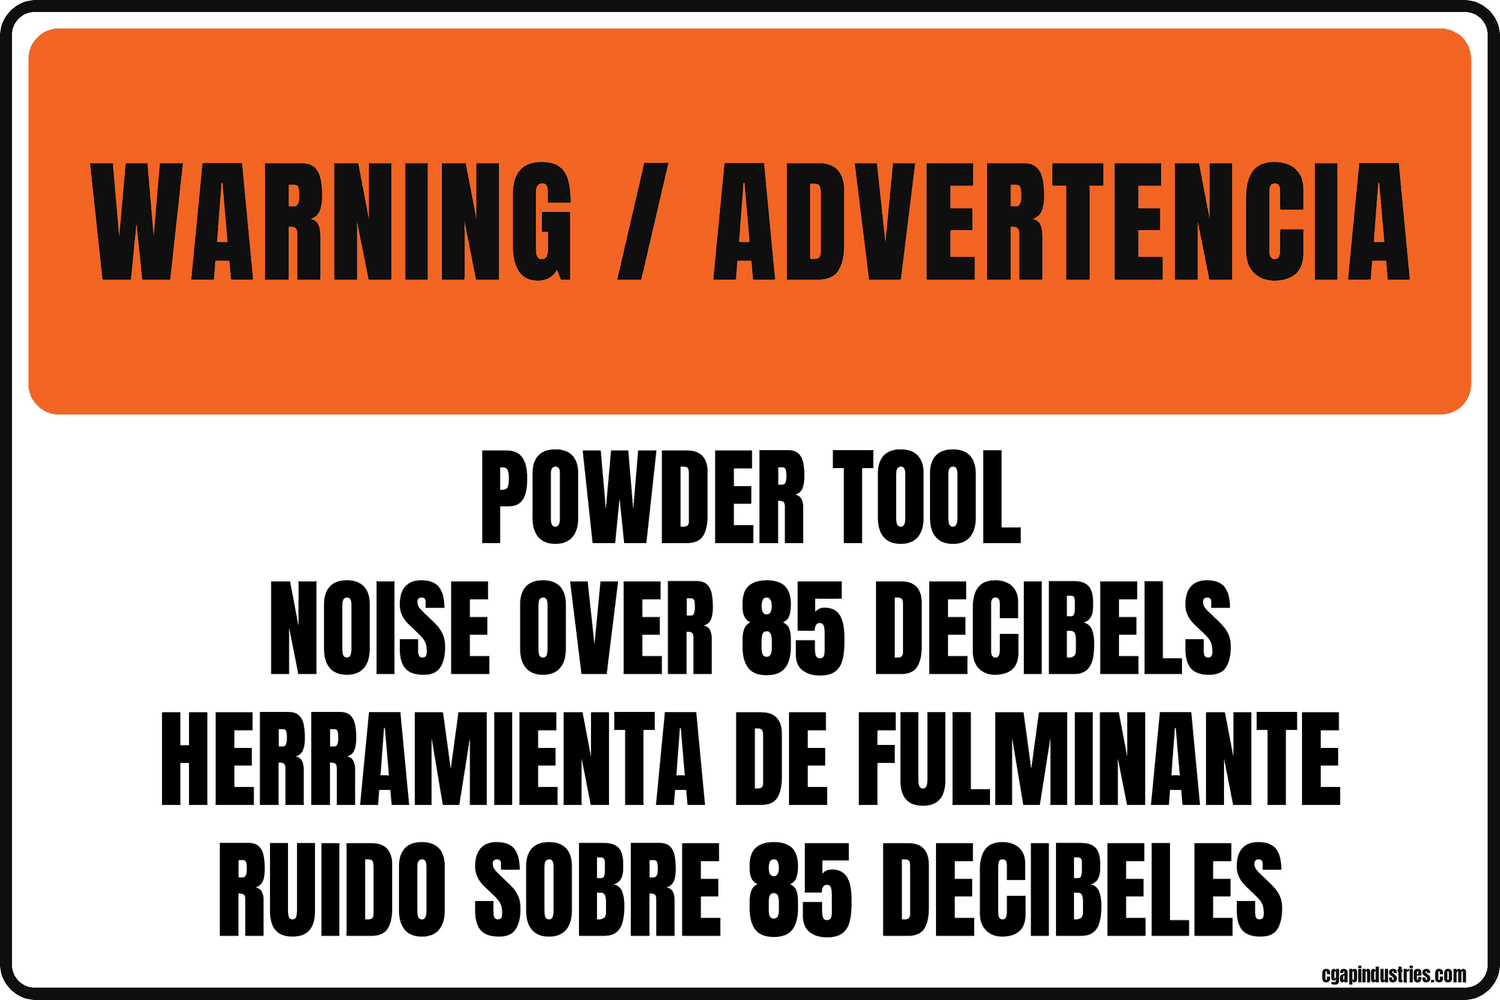 WARNING / ADVERTENCIA
POWDER TOOL
NOISE OVER 85 DECIBELS
HERRAMIENTA DE FULMINANTE
RUIDO SOBRE 85 DECIBELES
cgapindustries.com